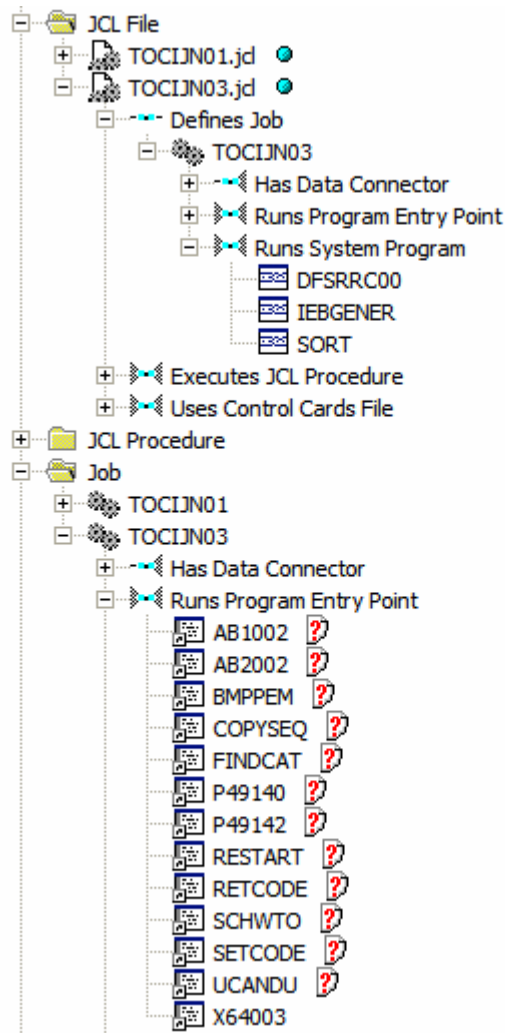 JCL File
TOCIJN01.jcl
TOCIJN03.jcl
Defines Job
TOCIJN03
Has Data Connector
Runs Program Entry Point
Runs System Program
DFSRRC00
IEBGENER
SORT
Executes JCL Procedure
Uses Control Cards File
JCL Procedure
Job
TOCIJN01
TOCIJN03
Has Data Connector
Runs Program Entry Point
AB1002
AB2002
BMPPEM
COPYSEQ
FINDCAT
P49140
P49142
RESTART
RETCODE
SCHWTO
SETCODE
UCANDU
X64003